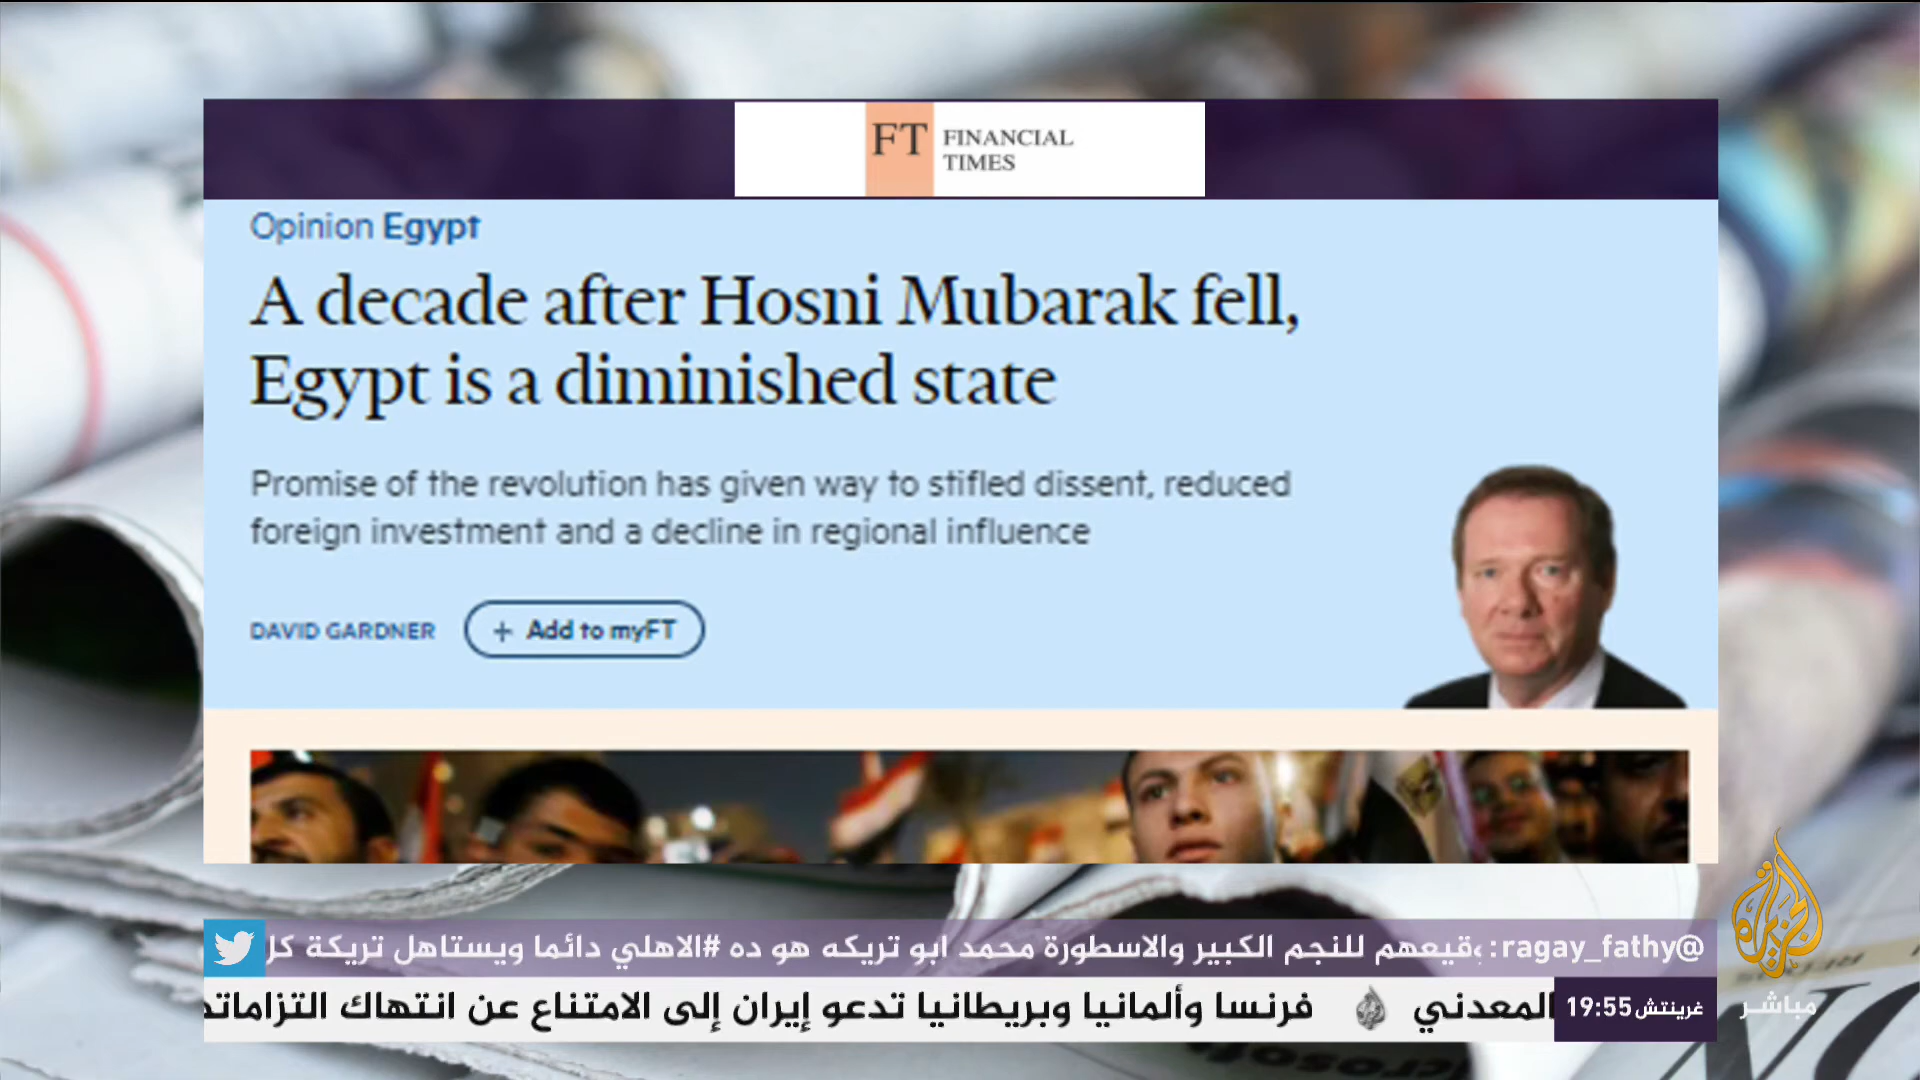 FT FINANCIAL
TIMES
Opinion Egypt
A decade after Hosni Mubarak fell,
Egypt is a diminished state
Promise of the revolution has given way to stifled dissent, reduced
foreign investment and a decline in regional influence
DAVID GARDNER
+ Add to myFT
الجزيرة
مباشر
@ragay_fathy: للنجم الكبير والاسطورة محمد ابو تريكه هو ده #الاهلي دائما ويستاهل تريكة كل
غرينتش 19:55
المعدني
فرنسا وألمانيا وبريطانيا تدعو إيران إلى الامتناع عن انتهاك